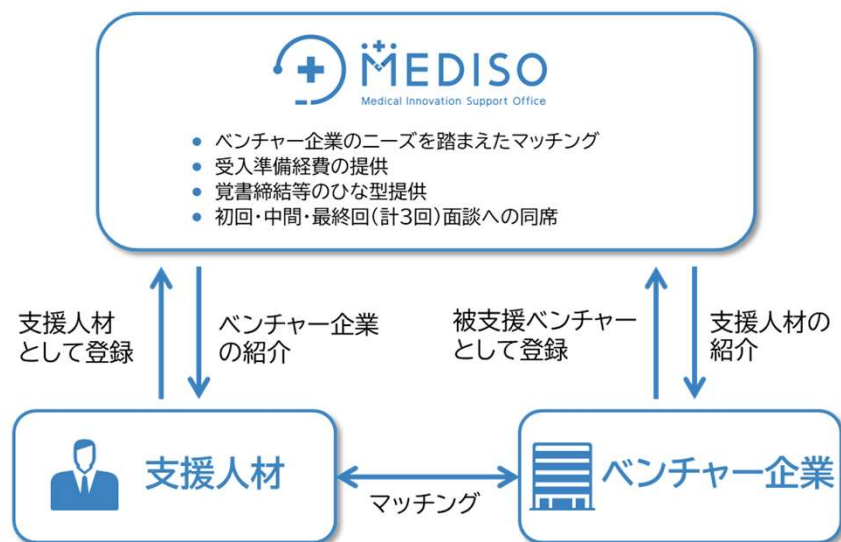 MEDISO
Medical Innovation Support Office
● ベンチャー企業のニーズを踏まえたマッチング
● 受入準備経費の提供
● 覚書締結等のひな型提供
● 初回・中間・最終回(計3回)面談への同席
支援人材
として登録
ベンチャー企業
の紹介
被支援ベンチャー
として登録
支援人材の
紹介
支援人材
マッチング
ベンチャー企業